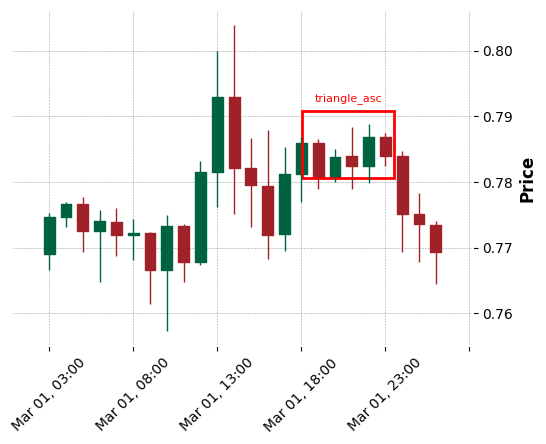 triangle_asc
0.80
0.79
0.78
0.77
0.76
Price
Mar 01, 03:00
Mar 01, 08:00
Mar 01, 13:00
Mar 01, 18:00
Mar 01, 23:00